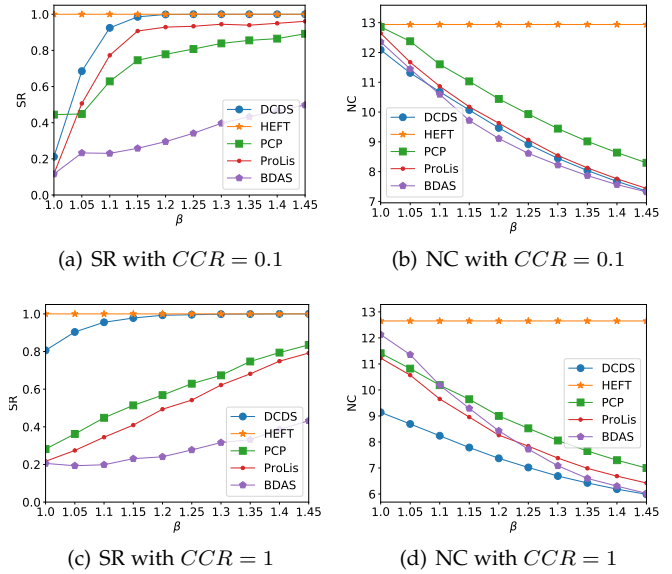 1.0
0.8
0.6
0.4
0.2
0.0
SR
1.0 1.05 1.1 1.15 1.2 1.25 1.3 1.35 1.4 1.45
β
DCDS
HEFT
PCP
ProLis
BDAS
(a) SR with CCR = 0.1
13
12
11
10
9
8
7
NC
1.0 1.05 1.1 1.15 1.2 1.25 1.3 1.35 1.4 1.45
β
DCDS
HEFT
PCP
ProLis
BDAS
(b) NC with CCR = 0.1
1.0
0.8
0.6
0.4
0.2
0.0
SR
1.0 1.05 1.1 1.15 1.2 1.25 1.3 1.35 1.4 1.45
β
DCDS
HEFT
PCP
ProLis
BDAS
(c) SR with CCR = 1
13
12
11
10
9
8
7
6
NC
1.0 1.05 1.1 1.15 1.2 1.25 1.3 1.35 1.4 1.45
β
DCDS
HEFT
PCP
ProLis
BDAS
(d) NC with CCR = 1